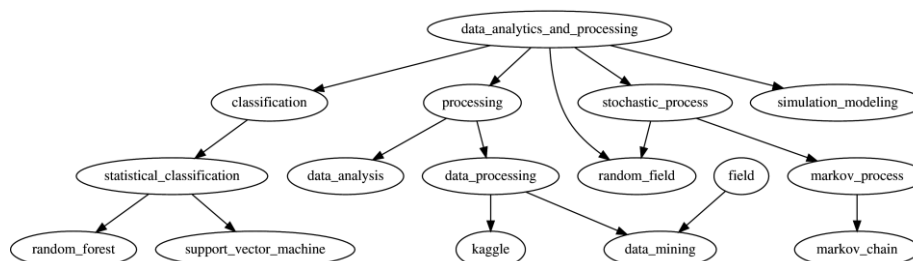 data_analytics_and_processing
classification
processing
stochastic_process
simulation_modeling
statistical_classification
data_analysis
data_processing
random_field
field
markov_process
random_forest
support_vector_machine
kaggle
data_mining
markov_chain